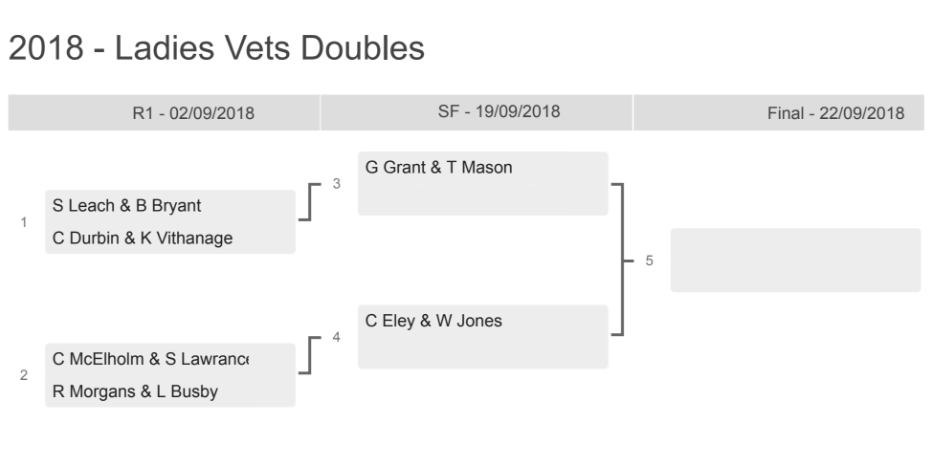 2018 - Ladies Vets Doubles
R1 - 02/09/2018
SF - 19/09/2018
Final - 22/09/2018
1
S Leach & B Bryant
C Durbin & K Vithanage
2
C McElholm & S Lawrance
R Morgans & L Busby
3
G Grant & T Mason
4
C Eley & W Jones
5